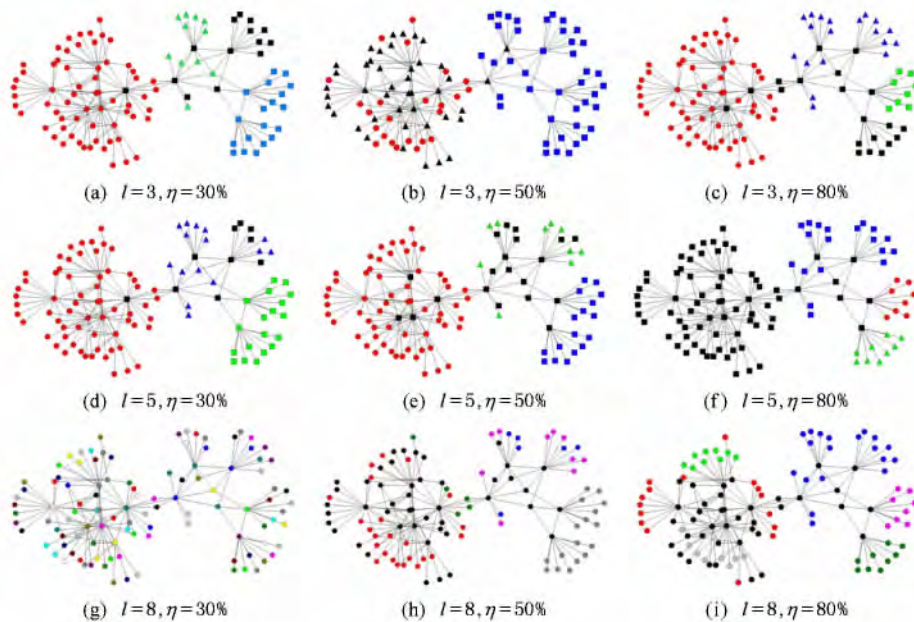 (a) l=3, η=30%
(b) l=3, η=50%
(c) l=3, η=80%
(d) l=5, η=30%
(e) l=5, η=50%
(f) l=5, η=80%
(g) l=8, η=30%
(h) l=8, η=50%
(i) l=8, η=80%